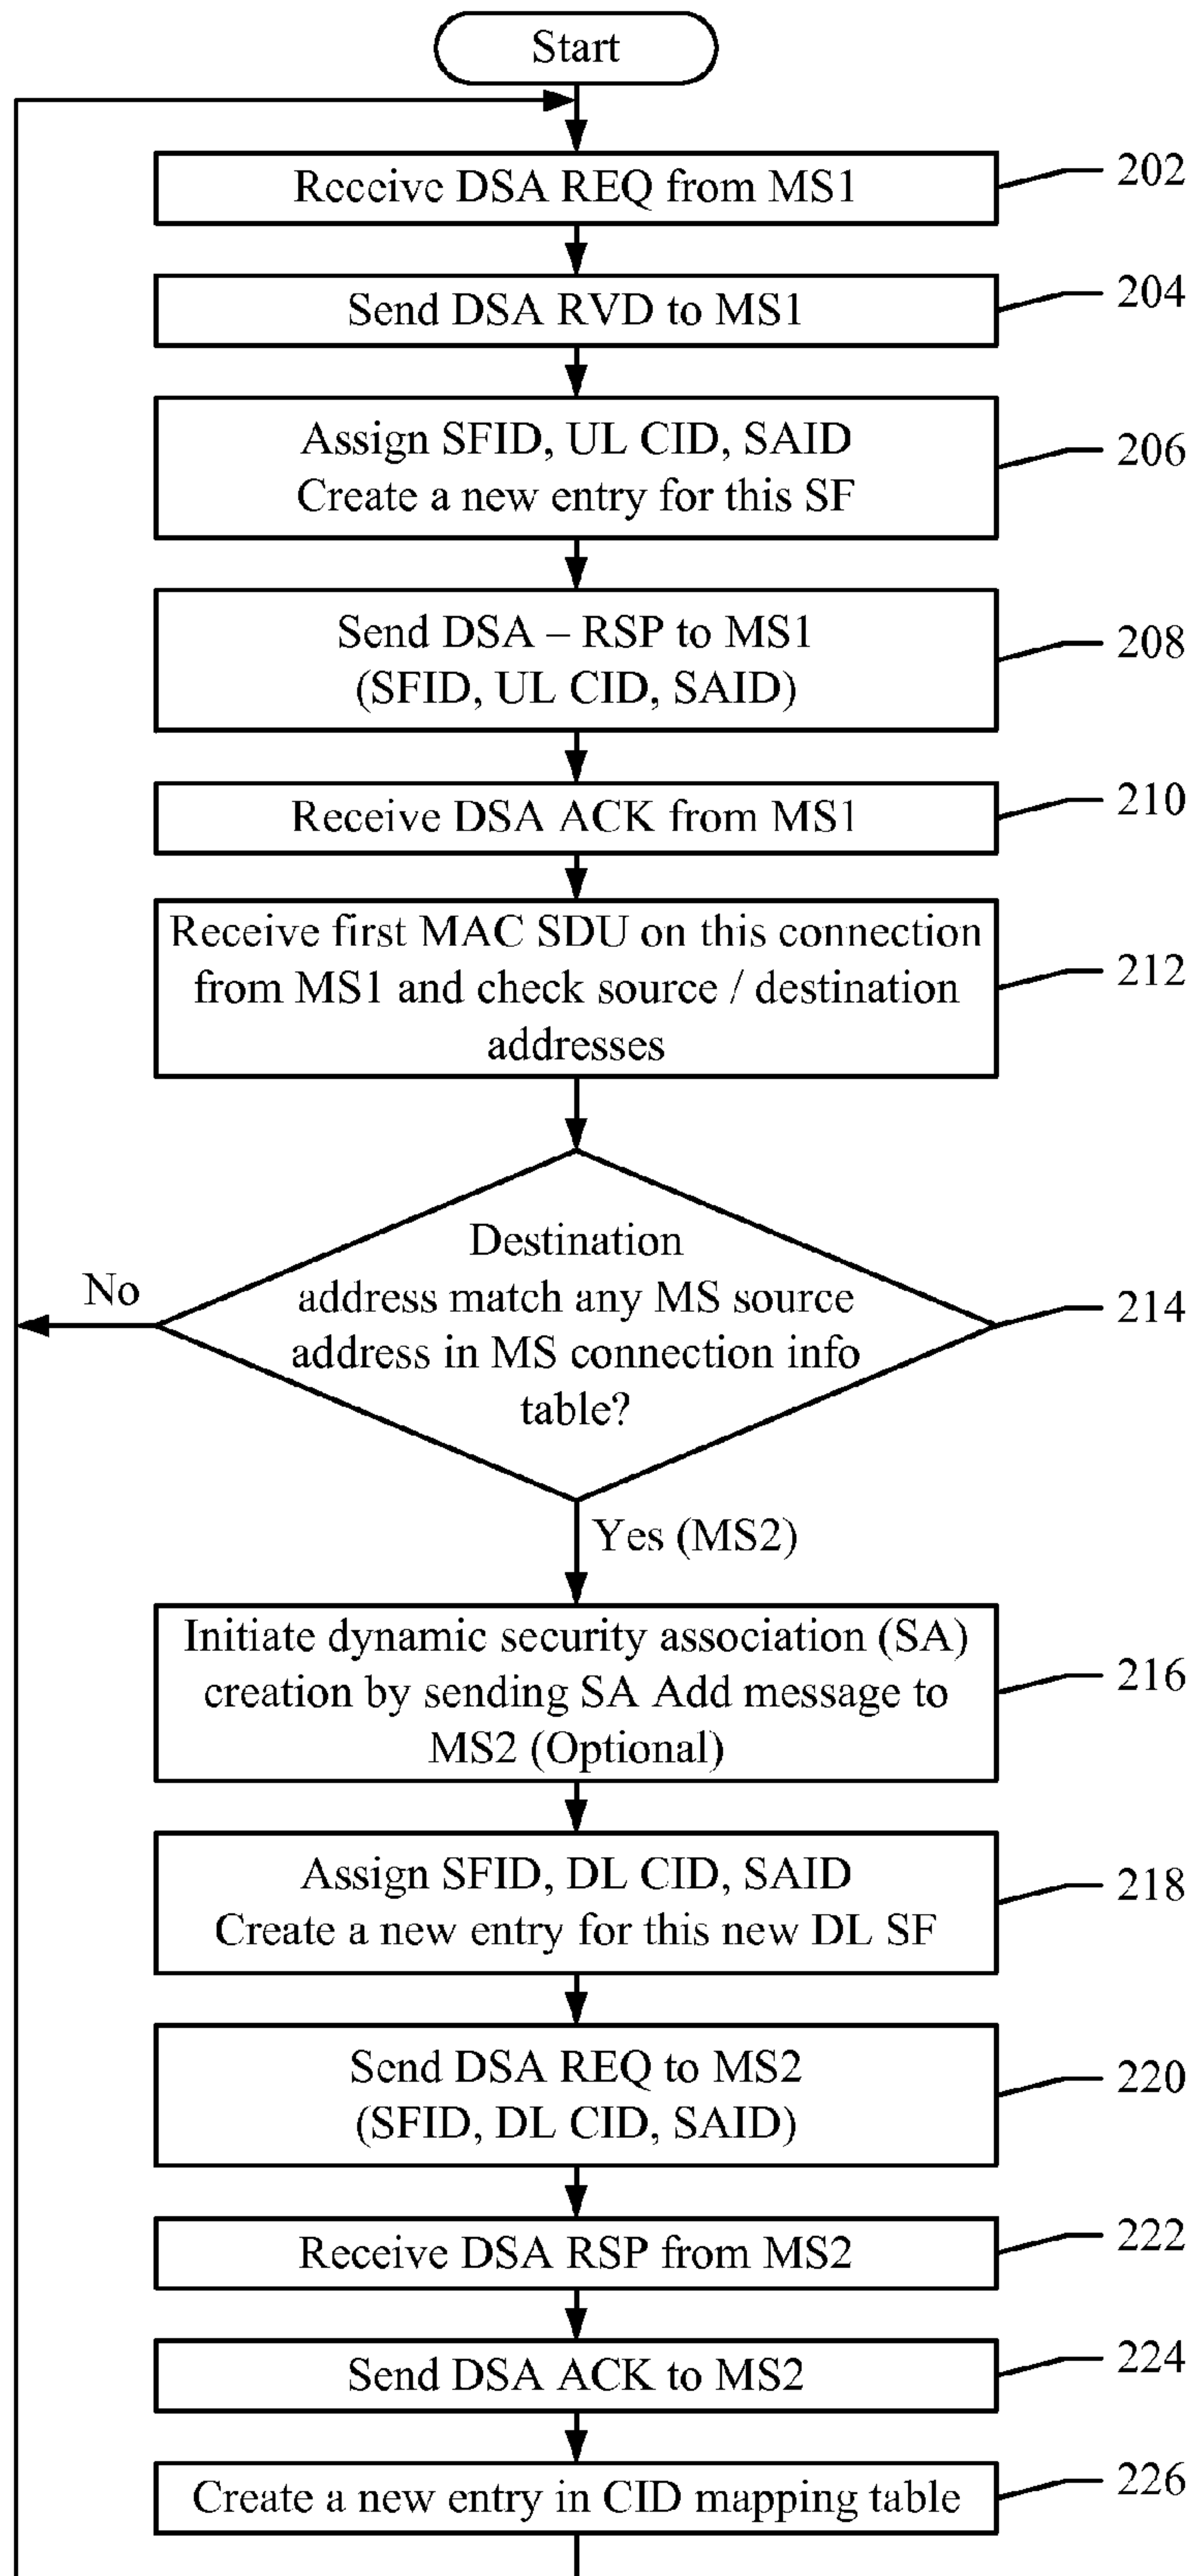 Start
Receive DSA REQ from MS1
202
Send DSA RVD to MS1
204
Assign SFID, UL CID, SAID
Create a new entry for this SF
206
Send DSA – RSP to MS1
(SFID, UL CID, SAID)
208
Receive DSA ACK from MS1
210
Receive first MAC SDU on this connection
from MS1 and check source / destination
addresses
212
Destination
address match any MS source
address in MS connection info
table?
214
No
Yes (MS2)
Initiate dynamic security association (SA)
creation by sending SA Add message to
MS2 (Optional)
216
Assign SFID, DL CID, SAID
Create a new entry for this new DL SF
218
Send DSA REQ to MS2
(SFID, DL CID, SAID)
220
Receive DSA RSP from MS2
222
Send DSA ACK to MS2
224
Create a new entry in CID mapping table
226